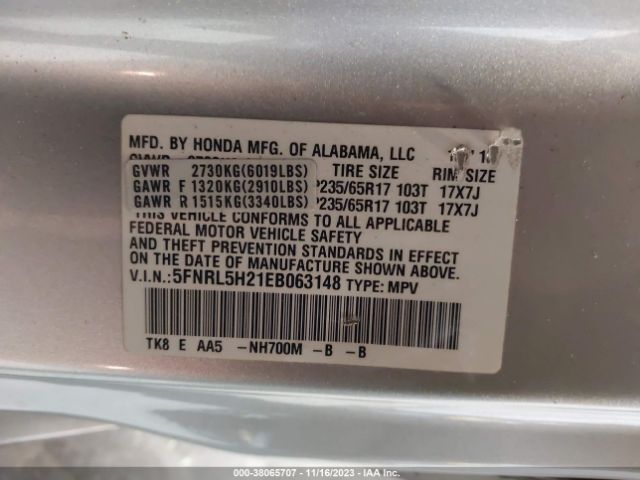 MFD. BY HONDA MFG. OF ALABAMA, LLC
TIRE SIZE RIM SIZE
GVWR 2730KG(6019LBS)
GAWR F 1320KG(2910LBS) P235/65R17 103T 17X7J
GAWR R 1515KG(3340LBS) P235/65R17 103T 17X7J
THIS VEHICLE CONFORMS TO ALL APPLICABLE
FEDERAL MOTOR VEHICLE SAFETY
AND THEFT PREVENTION STANDARDS IN EFFECT
ON THE DATE OF MANUFACTURE SHOWN ABOVE.
V.I.N.:5FNRL5H21EB063148 TYPE: MPV
TK8 E AA5 -NH700M -B -B
000-38065707 - 11/16/2023 - IAA Inc.